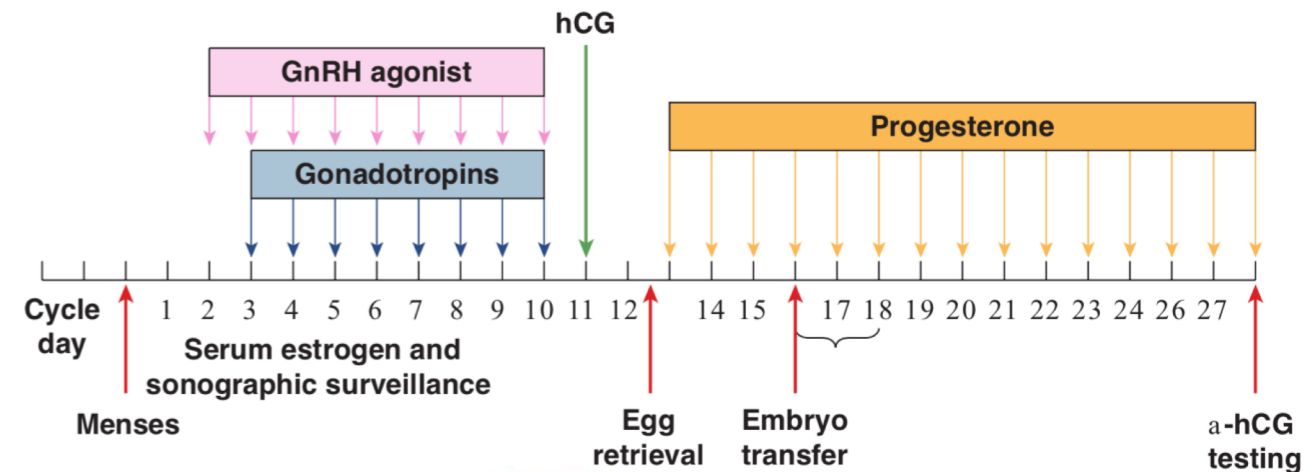 hCG
GnRH agonist
Progesterone
Gonadotropins
Cycle day
1 2 3 4 5 6 7 8 9 10 11 12 14 15 17 18 19 20 21 22 23 24 26 27
Serum estrogen and
sonographic surveillance
Menses
Egg
retrieval
Embryo
transfer
a-hCG
testing